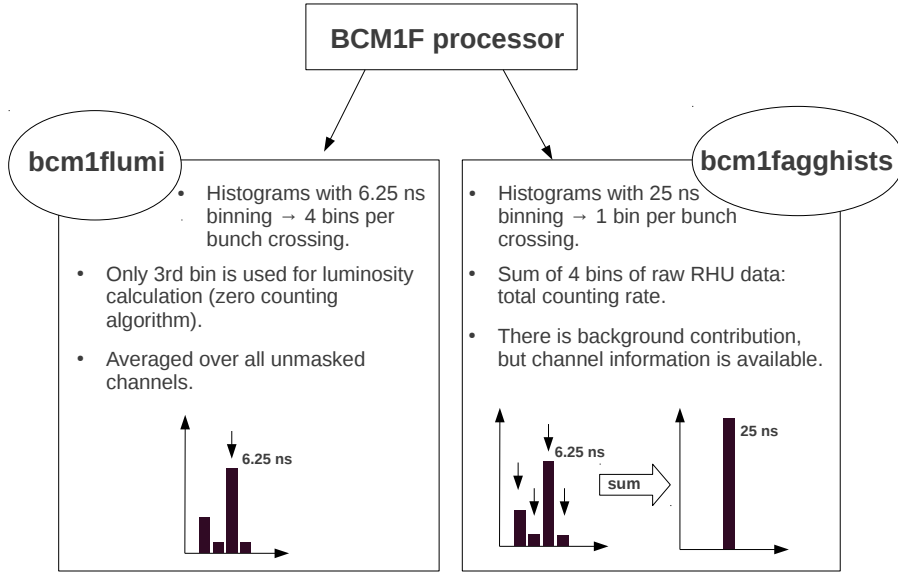 BCM1F processor
bcm1flumi
• Histograms with 6.25 ns
binning → 4 bins per
bunch crossing.
• Only 3rd bin is used for luminosity
calculation (zero counting
algorithm).
• Averaged over all unmasked
channels.
6.25 ns
bcm1fagghists
• Histograms with 25 ns
binning → 1 bin per bunch
crossing.
• Sum of 4 bins of raw RHU data:
total counting rate.
• There is background contribution,
but channel information is available.
6.25 ns
sum
25 ns